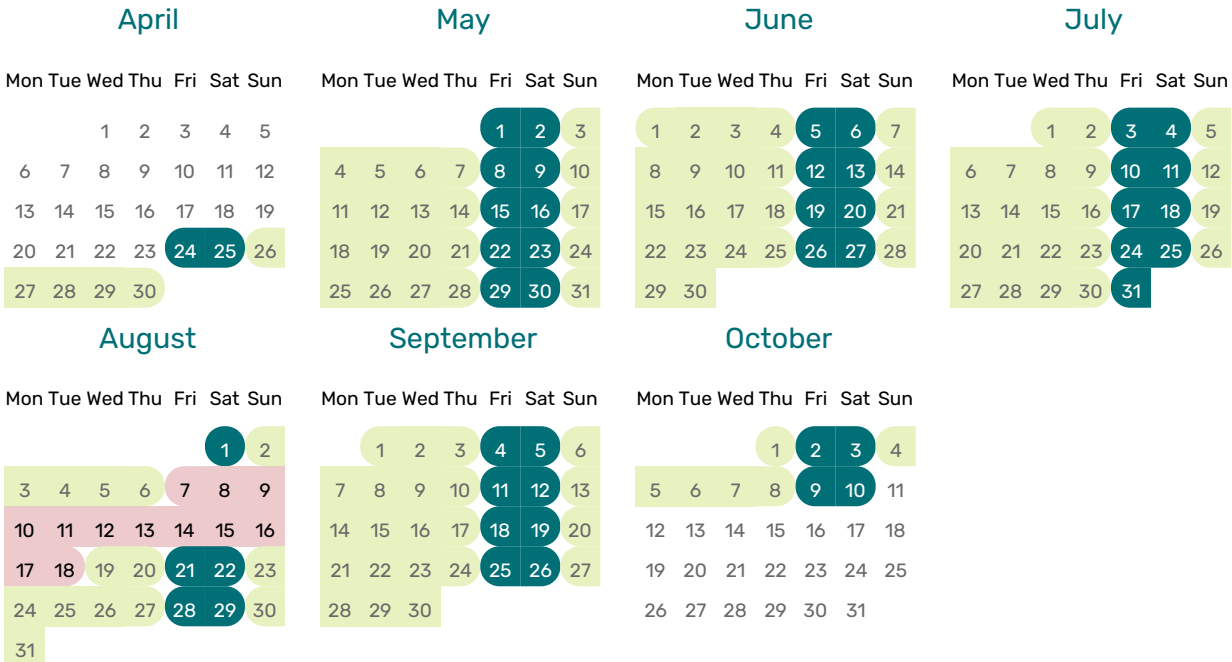 April May June July
Mon Tue Wed Thu Fri Sat Sun Mon Tue Wed Thu Fri Sat Sun Mon Tue Wed Thu Fri Sat Sun Mon Tue Wed Thu Fri Sat Sun
1 2 3 4 5 1 2 3 1 2 3 4 5 6 7 1 2 3 4 5
6 7 8 9 10 11 12 4 5 6 7 8 9 10 8 9 10 11 12 13 14 6 7 8 9 10 11 12
13 14 15 16 17 18 19 11 12 13 14 15 16 17 15 16 17 18 19 20 21 13 14 15 16 17 18 19
20 21 22 23 24 25 26 18 19 20 21 22 23 24 22 23 24 25 26 27 28 20 21 22 23 24 25 26
27 28 29 30 25 26 27 28 29 30 31 29 30 27 28 29 30 31
August September October
Mon Tue Wed Thu Fri Sat Sun Mon Tue Wed Thu Fri Sat Sun Mon Tue Wed Thu Fri Sat Sun
1 2 1 2 3 4 5 6 1 2 3 4
3 4 5 6 7 8 9 7 8 9 10 11 12 13 5 6 7 8 9 10 11
10 11 12 13 14 15 16 14 15 16 17 18 19 20 12 13 14 15 16 17 18
17 18 19 20 21 22 23 21 22 23 24 25 26 27 19 20 21 22 23 24 25
24 25 26 27 28 29 30 28 29 30 26 27 28 29 30 31
31